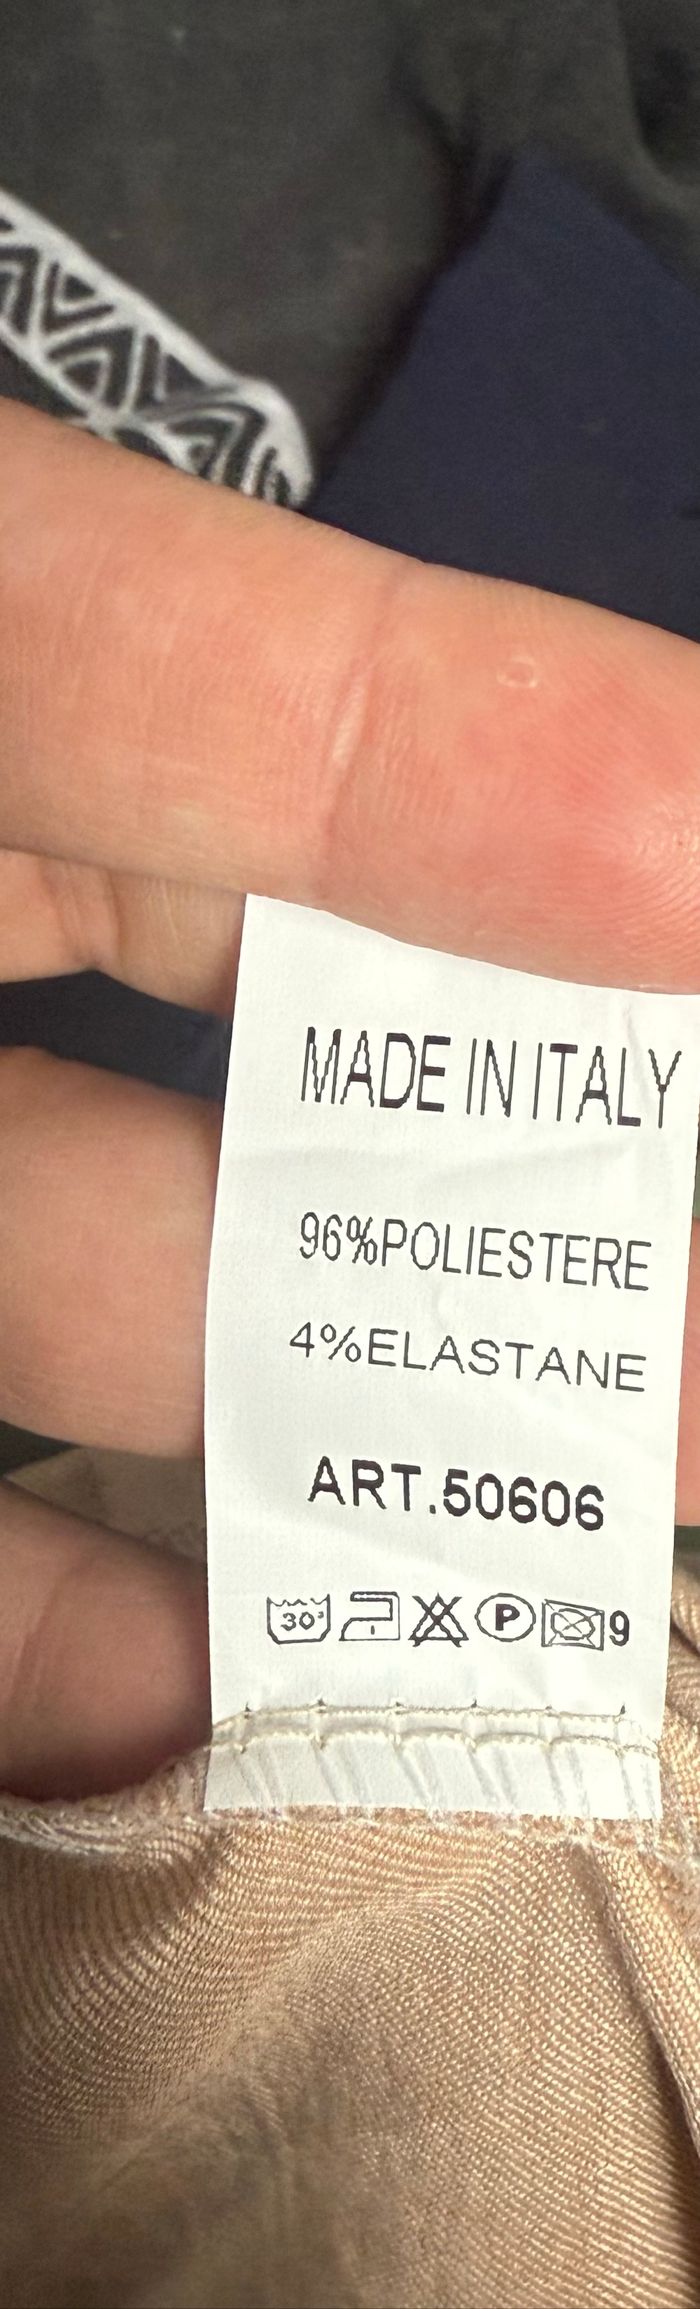 MADE IN ITALY
96%POLIESTERE
4%ELASTANE
ART.50606
30° P 9